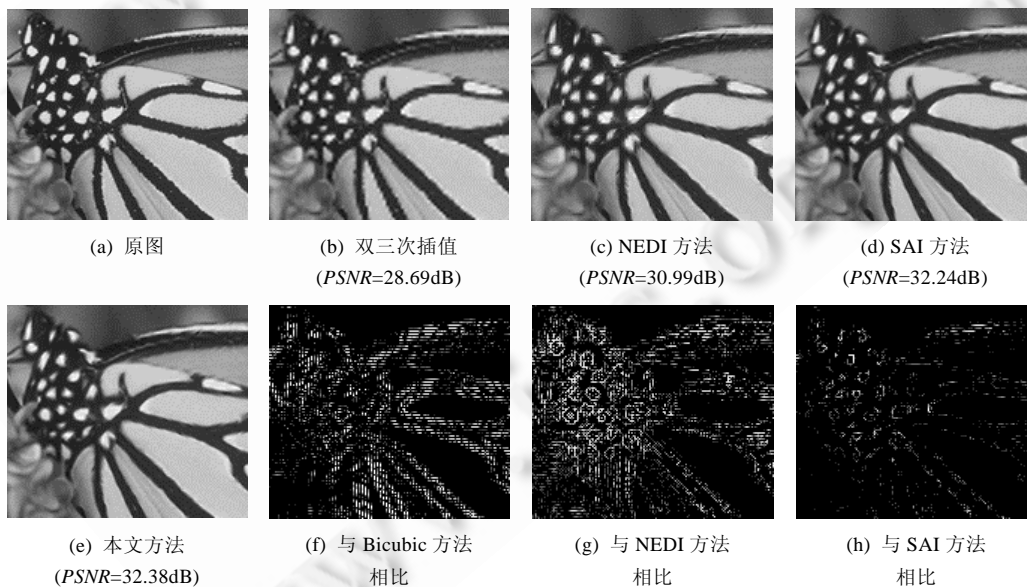 (a) 原图
(b) 双三次插值
(PSNR=28.69dB)
(c) NEDI 方法
(PSNR=30.99dB)
(d) SAI 方法
(PSNR=32.24dB)
(e) 本文方法
(PSNR=32.38dB)
(f) 与 Bicubic 方法
相比
(g) 与 NEDI 方法
相比
(h) 与 SAI 方法
相比